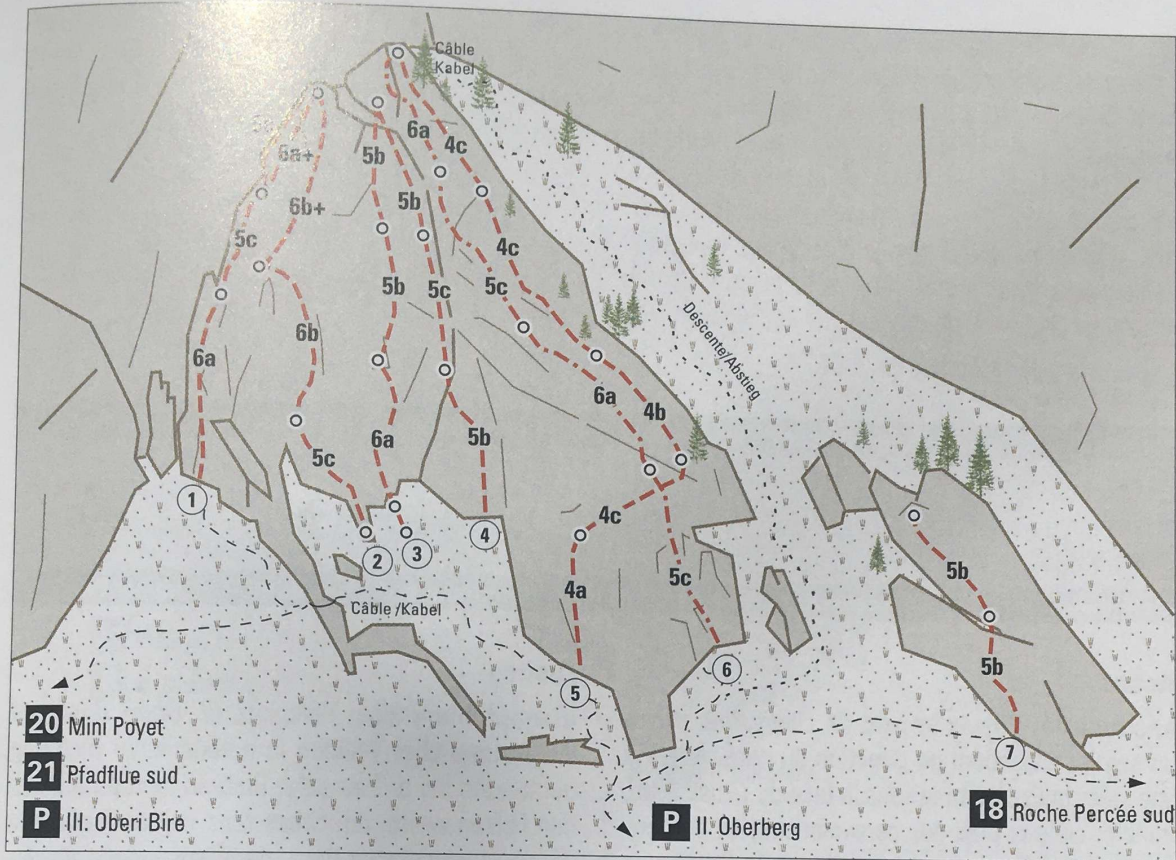 Câble
Kabel
6a
4c
6a+
5b
6b+
5b
5c
4c
5b
5c
5c
6b
6a
6a
4b
6a
5b
5c
4c
5b
1
2
3
4
4a
5c
Câble /Kabel
Descente/Abstieg
5b
5
6
7
20 Mini Poyet
21 Pfadflue sud
P III. Oberi Bire
P II. Oberberg
18 Roche Percée sud